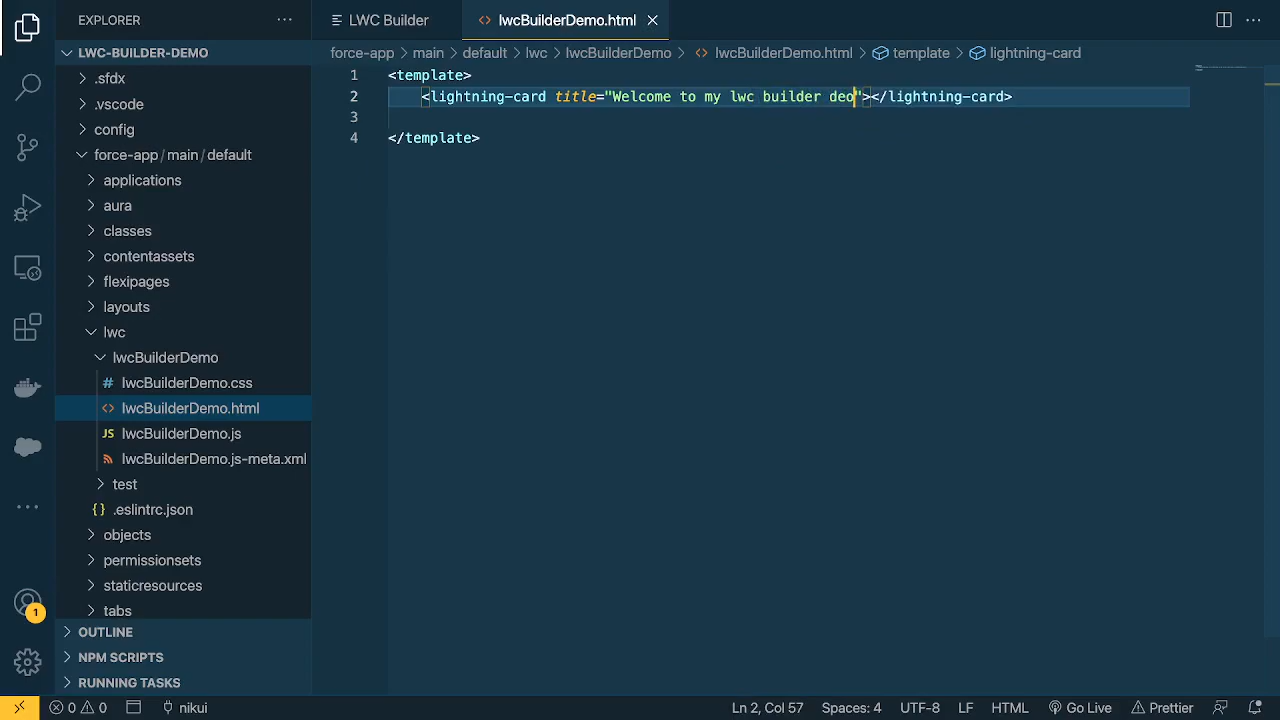 EXPLORER
LWC Builder
lwcBuilderDemo.html
LWC-BUILDER-DEMO
force-app > main > default > lwc > lwcBuilderDemo > lwcBuilderDemo.html > template > lightning-card
.sfdx
.vscode
config
force-app/main/default
applications
aura
classes
contentassets
flexipages
layouts
lwc
lwcBuilderDemo
# lwcBuilderDemo.css
<> lwcBuilderDemo.html
JS lwcBuilderDemo.js
lwcBuilderDemo.js-meta.xml
test
{} .eslintrc.json
objects
permissionsets
staticresources
tabs
OUTLINE
NPM SCRIPTS
RUNNING TASKS
1 <template>
2 <lightning-card title="Welcome to my lwc builder deo"></lightning-card>
3
4 </template>
1
0 0 nikui Ln 2, Col 57 Spaces: 4 UTF-8 LF HTML Go Live Prettier